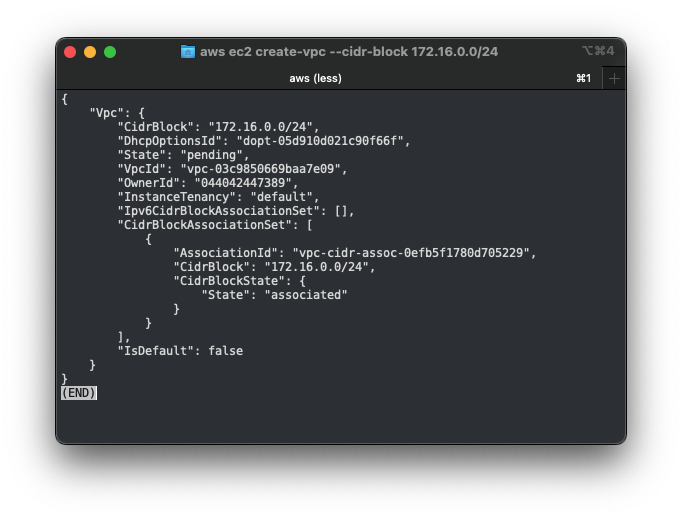 aws ec2 create-vpc --cidr-block 172.16.0.0/24 ⌥⌘4
aws (less) ⌘1 +
{
    "Vpc": {
        "CidrBlock": "172.16.0.0/24",
        "DhcpOptionsId": "dopt-05d910d021c90f66f",
        "State": "pending",
        "VpcId": "vpc-03c9850669baa7e09",
        "OwnerId": "044042447389",
        "InstanceTenancy": "default",
        "Ipv6CidrBlockAssociationSet": [],
        "CidrBlockAssociationSet": [
            {
                "AssociationId": "vpc-cidr-assoc-0efb5f1780d705229",
                "CidrBlock": "172.16.0.0/24",
                "CidrBlockState": {
                    "State": "associated"
                }
            }
        ],
        "IsDefault": false
    }
}
(END)